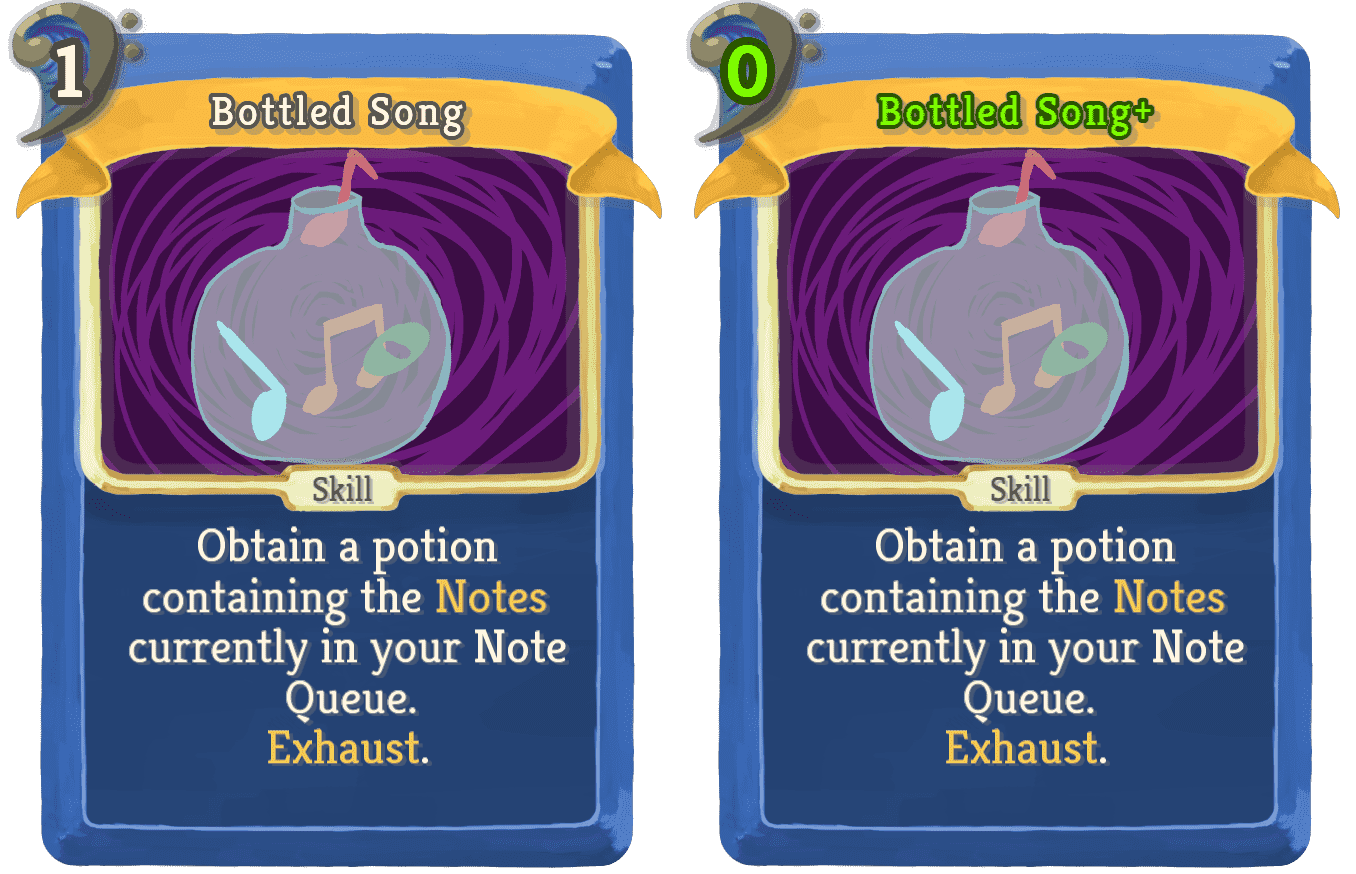 1
Bottled Song
Skill
Obtain a potion
containing the Notes
currently in your Note
Queue.
Exhaust.
0
Bottled Song+
Skill
Obtain a potion
containing the Notes
currently in your Note
Queue.
Exhaust.